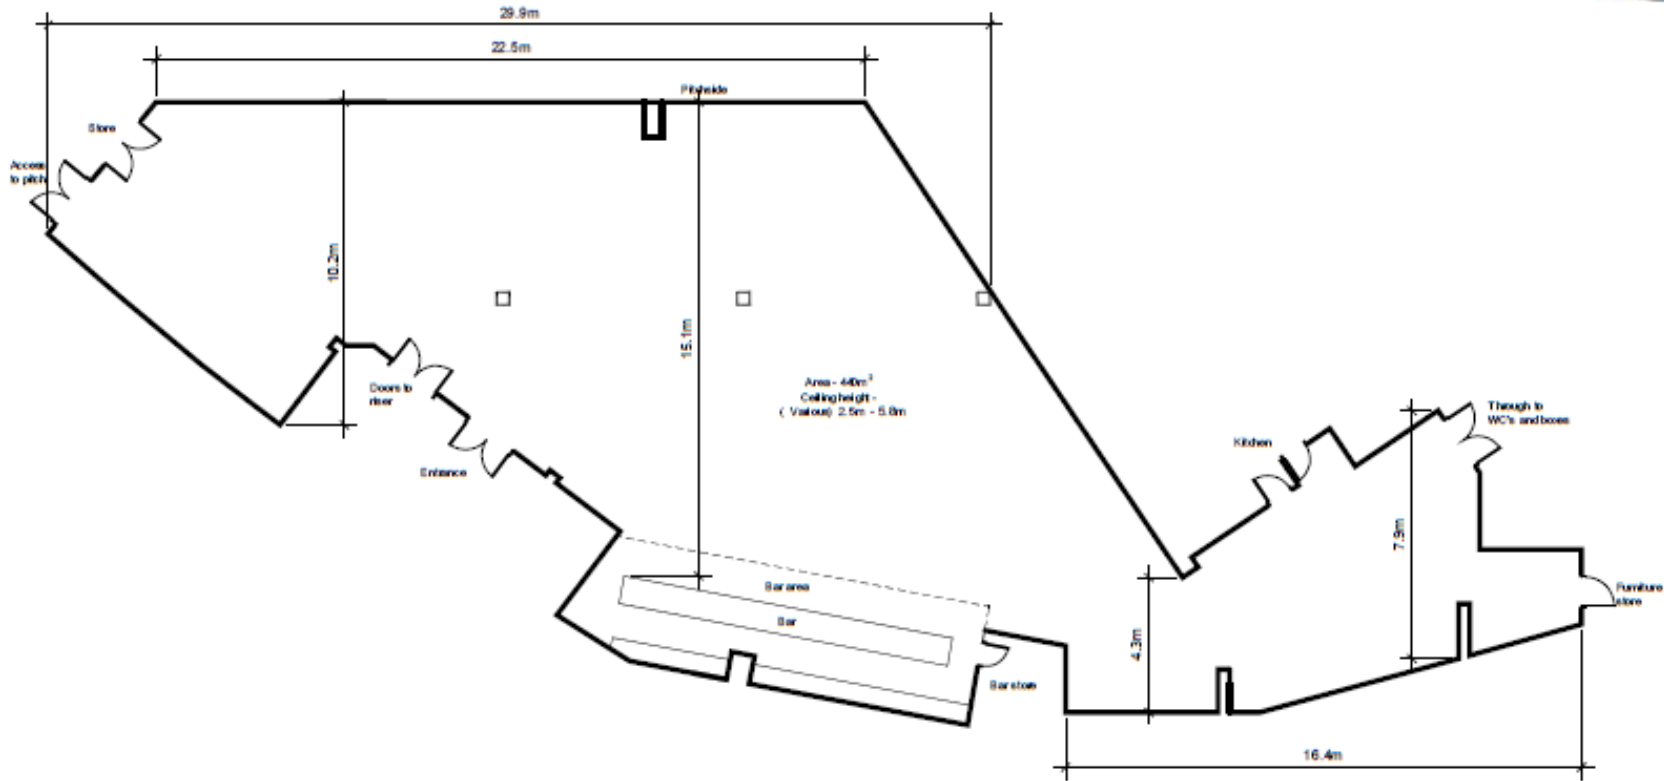 29.9m
22.5m
Pitchside
Store
Access
to pitch
10.2m
15.1m
Area - 440m²
Ceiling height -
( Various) 2.5m - 5.8m
Doors to
riser
Entrance
Through to
WC's and boxes
Kitchen
7.9m
Bar area
Bar
Furniture
store
4.3m
Bar store
16.4m